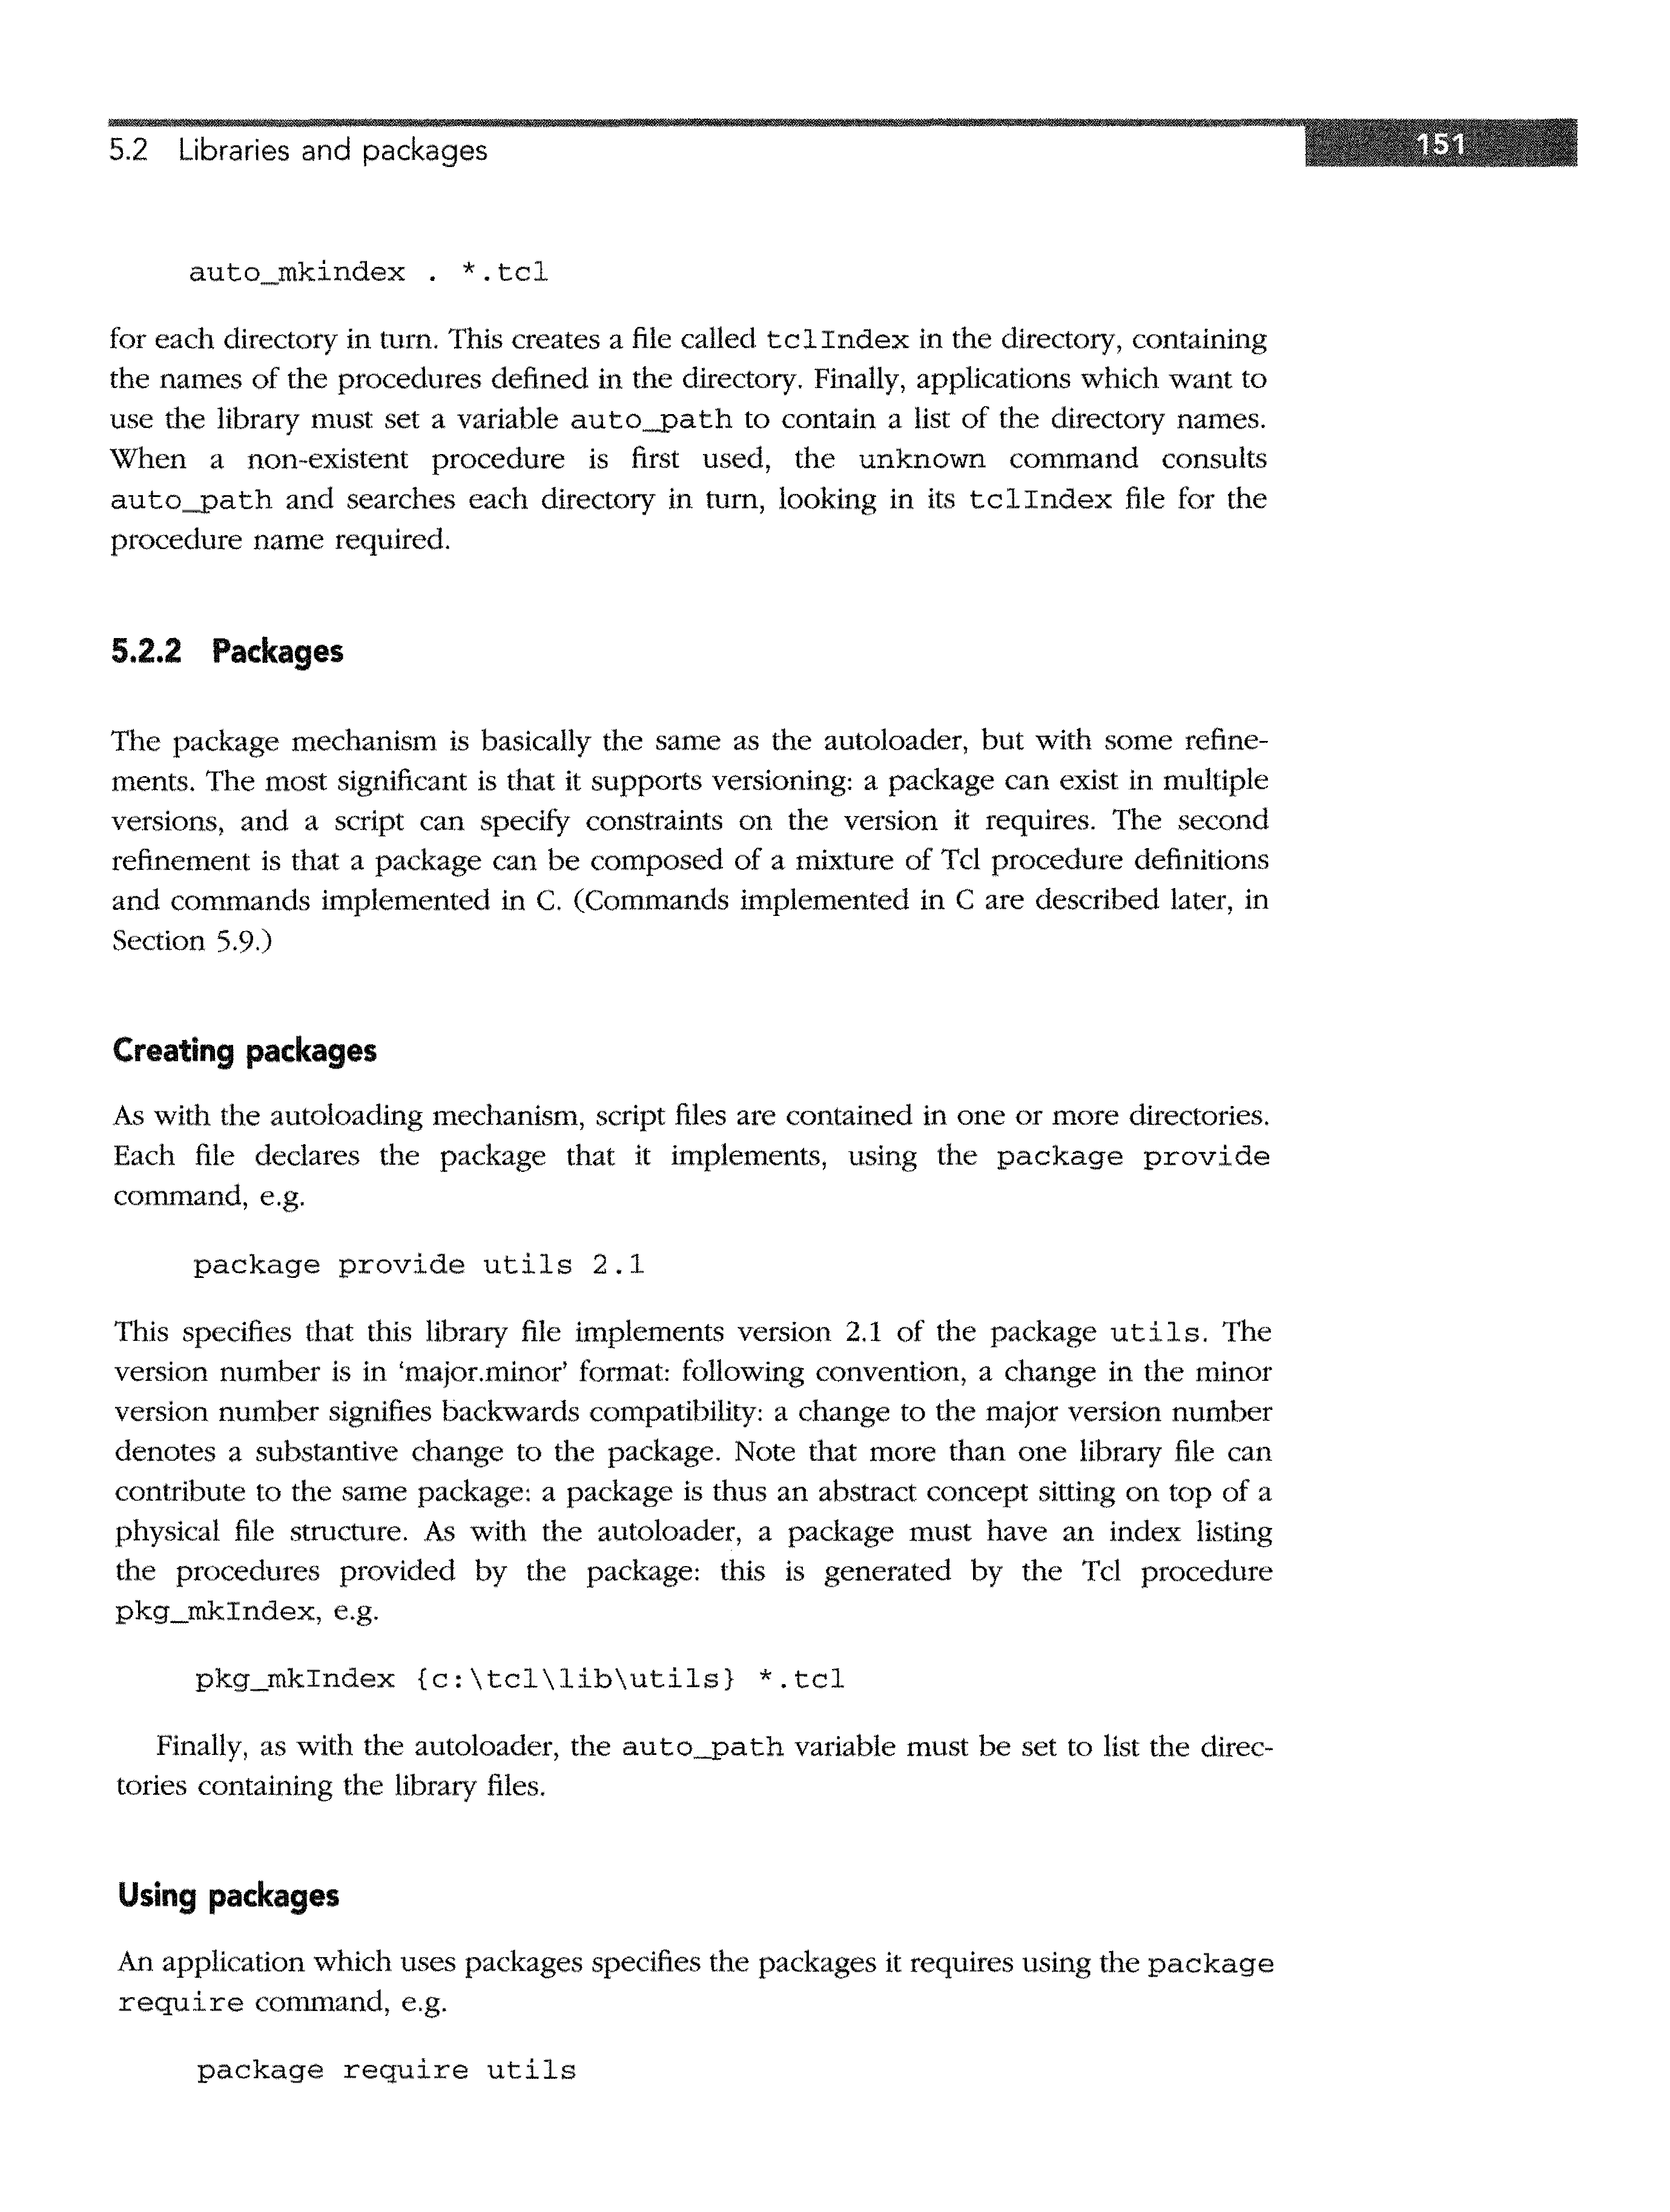 5.2 Libraries and packages 151
auto_mkindex . *.tcl
for each directory in turn. This creates a file called tclIndex in the directory, containing
the names of the procedures defined in the directory. Finally, applications which want to
use the library must set a variable auto_path to contain a list of the directory names.
When a non-existent procedure is first used, the unknown command consults
auto_path and searches each directory in turn, looking in its tclIndex file for the
procedure name required.
5.2.2 Packages
The package mechanism is basically the same as the autoloader, but with some refine-
ments. The most significant is that it supports versioning: a package can exist in multiple
versions, and a script can specify constraints on the version it requires. The second
refinement is that a package can be composed of a mixture of Tcl procedure definitions
and commands implemented in C. (Commands implemented in C are described later, in
Section 5.9.)
Creating packages
As with the autoloading mechanism, script files are contained in one or more directories.
Each file declares the package that it implements, using the package provide
command, e.g.
package provide utils 2.1
This specifies that this library file implements version 2.1 of the package utils. The
version number is in ‘major.minor’ format: following convention, a change in the minor
version number signifies backwards compatibility: a change to the major version number
denotes a substantive change to the package. Note that more than one library file can
contribute to the same package: a package is thus an abstract concept sitting on top of a
physical file structure. As with the autoloader, a package must have an index listing
the procedures provided by the package: this is generated by the Tcl procedure
pkg_mkIndex, e.g.
pkg_mkIndex {c:\tcl\lib\utils} *.tcl
Finally, as with the autoloader, the auto_path variable must be set to list the direc-
tories containing the library files.
Using packages
An application which uses packages specifies the packages it requires using the package
require command, e.g.
package require utils